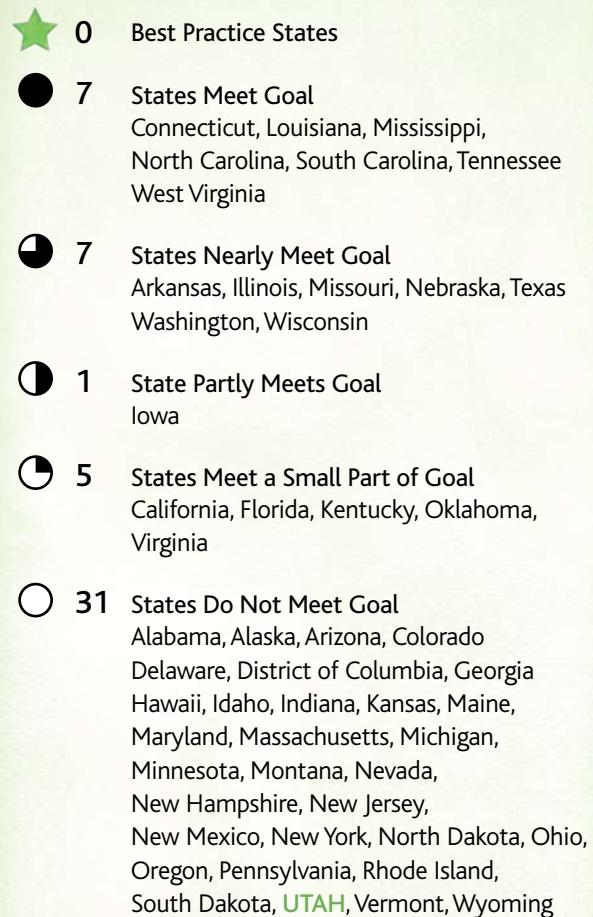 0 Best Practice States
7 States Meet Goal
Connecticut, Louisiana, Mississippi,
North Carolina, South Carolina, Tennessee
West Virginia
7 States Nearly Meet Goal
Arkansas, Illinois, Missouri, Nebraska, Texas
Washington, Wisconsin
1 State Partly Meets Goal
Iowa
5 States Meet a Small Part of Goal
California, Florida, Kentucky, Oklahoma,
Virginia
31 States Do Not Meet Goal
Alabama, Alaska, Arizona, Colorado
Delaware, District of Columbia, Georgia
Hawaii, Idaho, Indiana, Kansas, Maine,
Maryland, Massachusetts, Michigan,
Minnesota, Montana, Nevada,
New Hampshire, New Jersey,
New Mexico, New York, North Dakota, Ohio,
Oregon, Pennsylvania, Rhode Island,
South Dakota, UTAH, Vermont, Wyoming